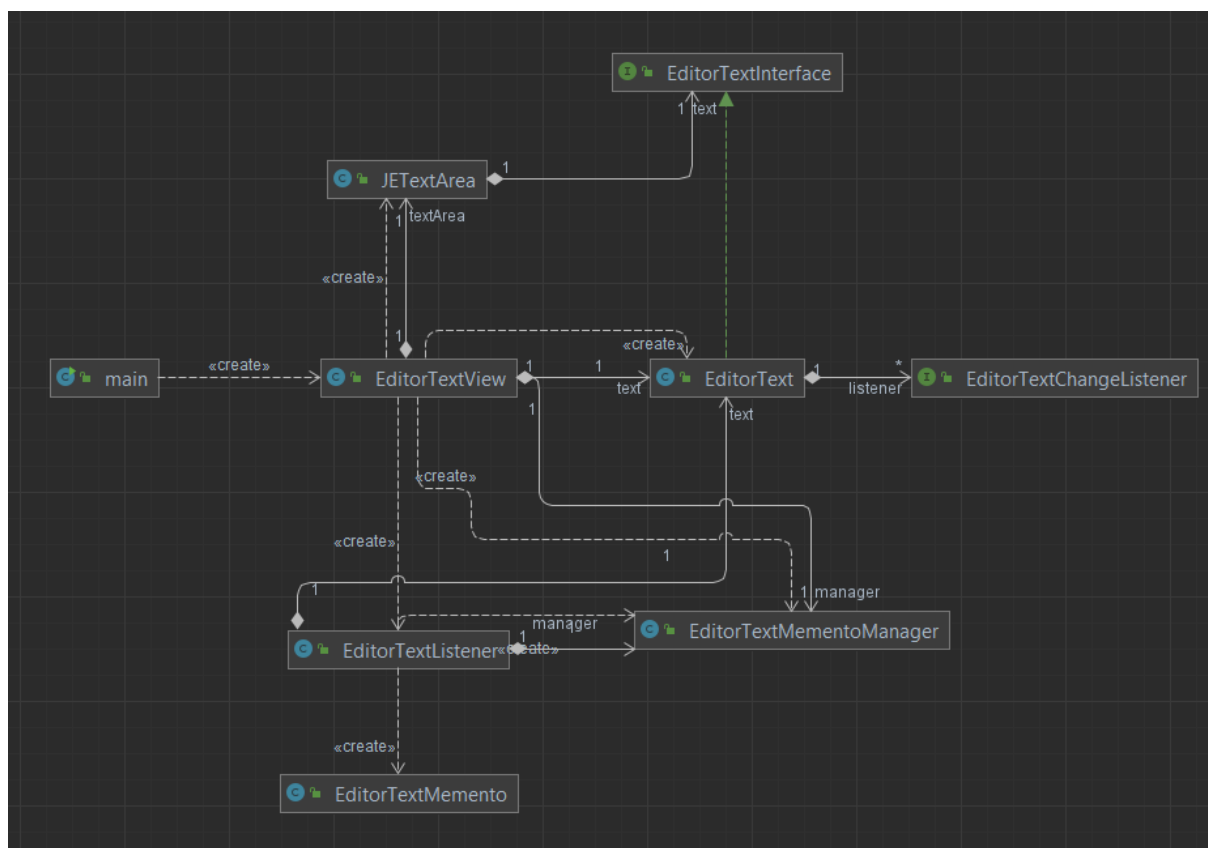 EditorTextInterface
1 text
JETextArea
1
1
textArea
«create»
1
«create»
main
«create»
EditorTextView
1
1
text
EditorText
1
*
listener
EditorTextChangeListener
1
text
«create»
«create»
1
1
1
manager
manager
EditorTextMementoManager
1
EditorTextListener
«create»
«create»
EditorTextMemento